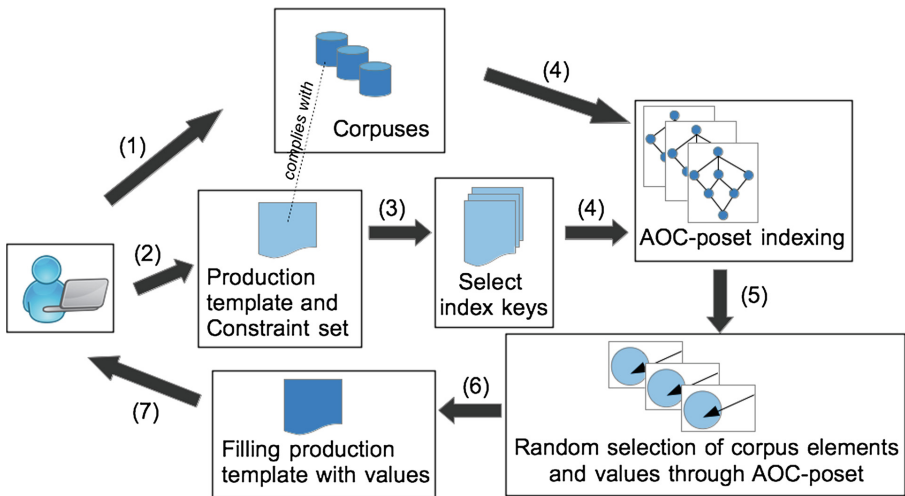 (1)
complies with
Corpuses
(4)
(2)
Production
template and
Constraint set
(3)
Select
index keys
(4)
AOC-poset indexing
(5)
Random selection of corpus elements
and values through AOC-poset
(6)
Filling production
template with values
(7)